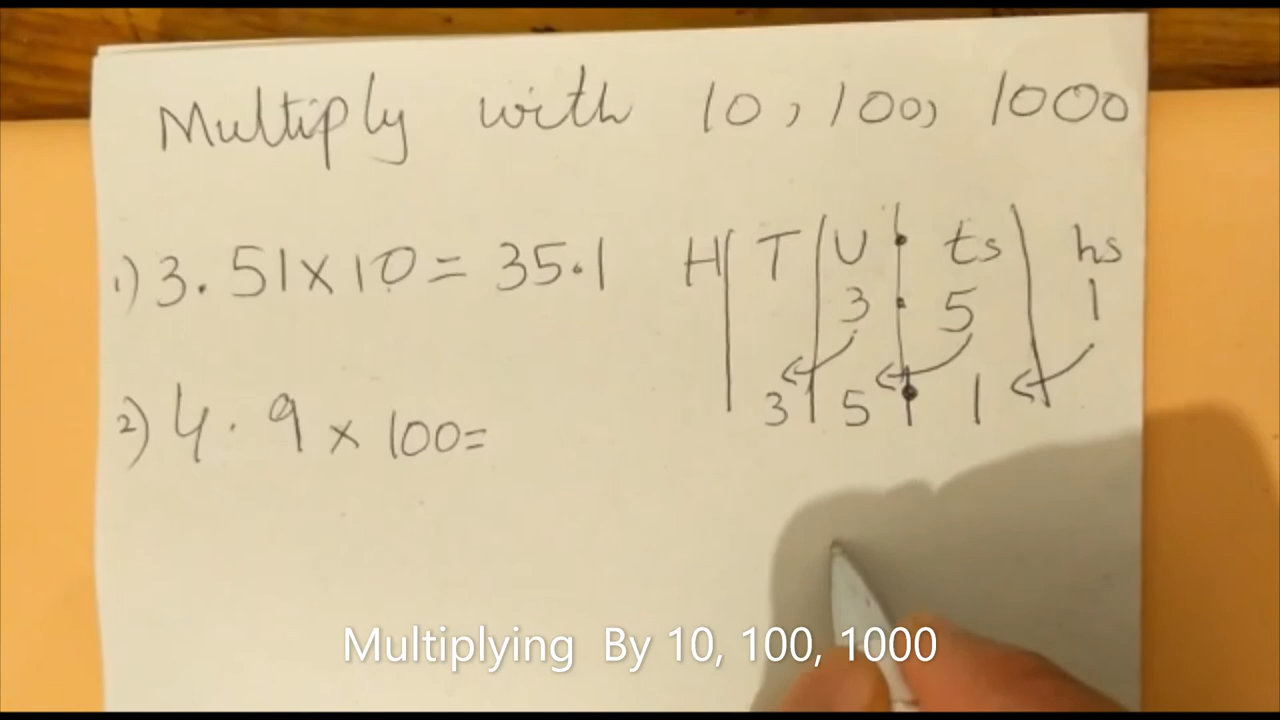 Multiply with 10, 100, 1000
1) 3.51 x 10 = 35.1
H T U . ts hs
3 . 5 1
3 5 . 1
2) 4.9 x 100 =
Multiplying By 10, 100, 1000